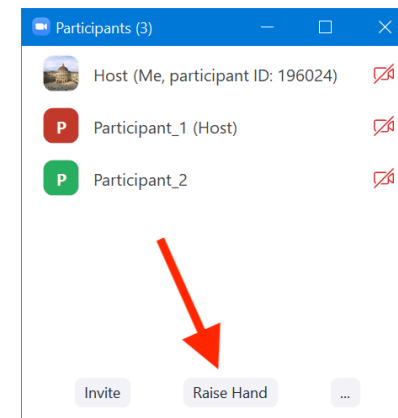 Participants (3)
Host (Me, participant ID: 196024)
P Participant_1 (Host)
P Participant_2
Invite Raise Hand ...